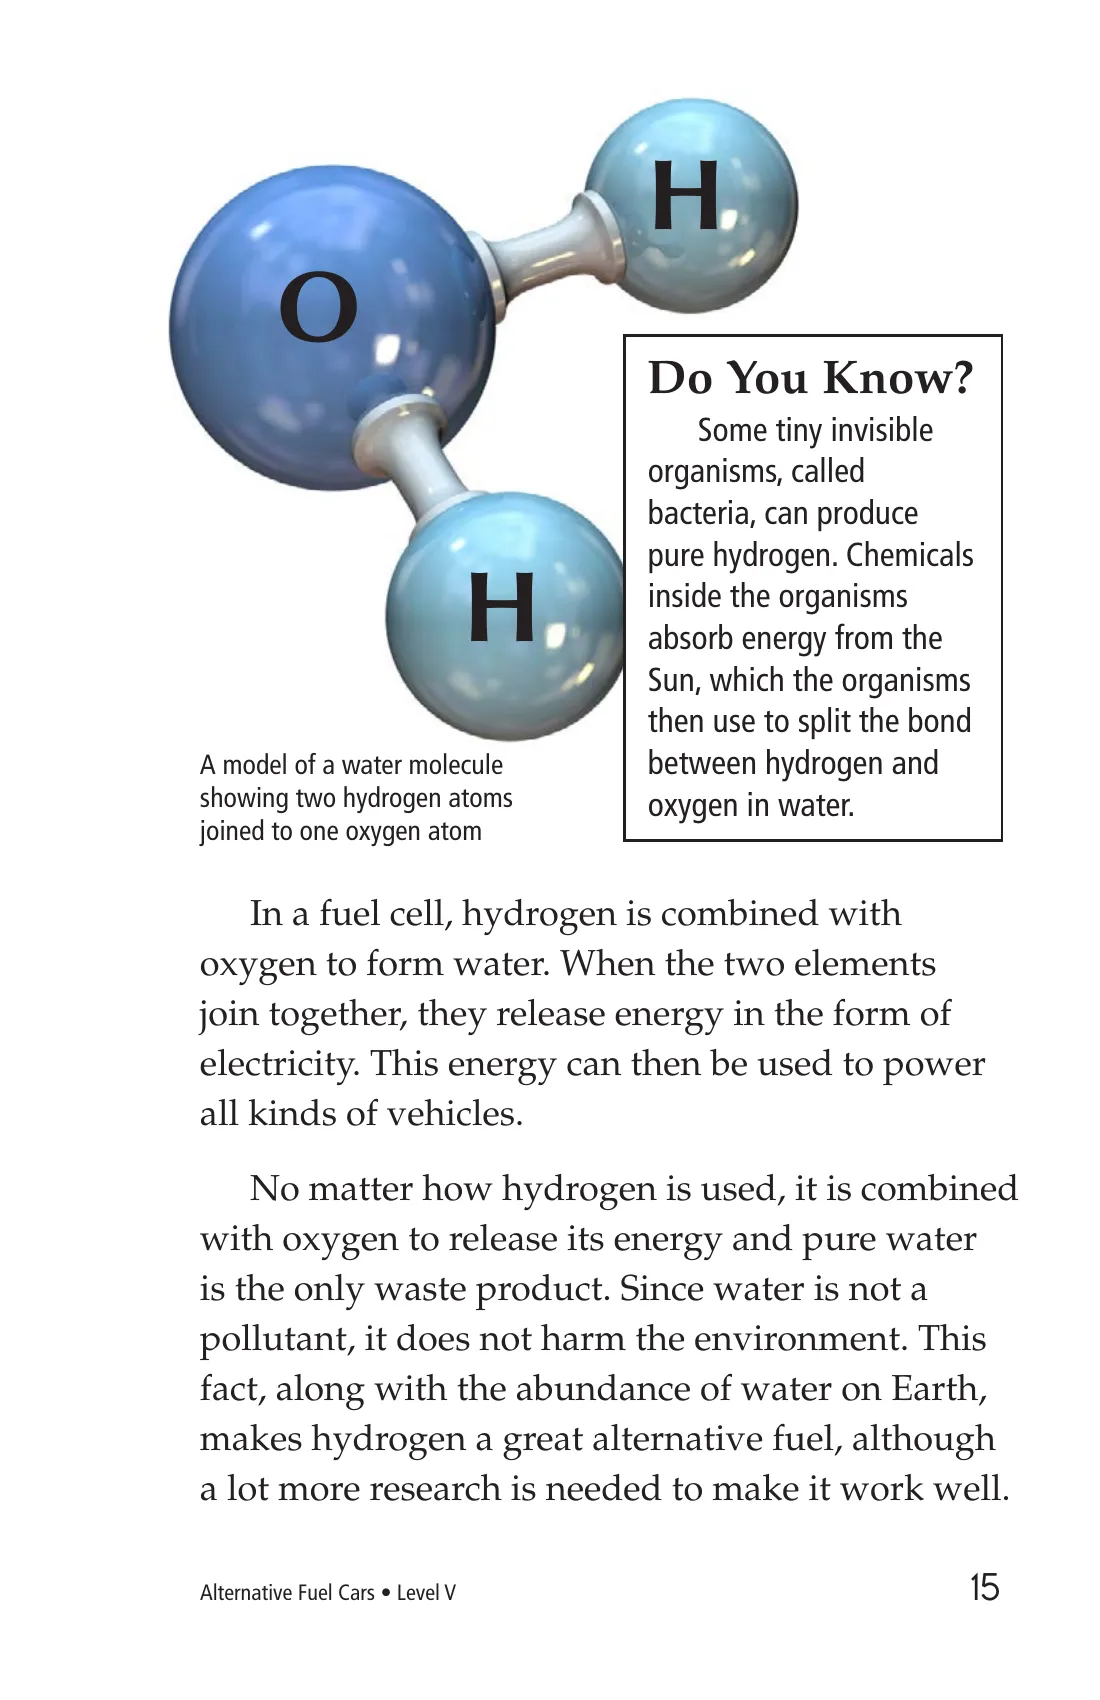 O
H
H
Do You Know?
Some tiny invisible
organisms, called
bacteria, can produce
pure hydrogen. Chemicals
inside the organisms
absorb energy from the
Sun, which the organisms
then use to split the bond
between hydrogen and
oxygen in water.
A model of a water molecule
showing two hydrogen atoms
joined to one oxygen atom
In a fuel cell, hydrogen is combined with
oxygen to form water. When the two elements
join together, they release energy in the form of
electricity. This energy can then be used to power
all kinds of vehicles.
No matter how hydrogen is used, it is combined
with oxygen to release its energy and pure water
is the only waste product. Since water is not a
pollutant, it does not harm the environment. This
fact, along with the abundance of water on Earth,
makes hydrogen a great alternative fuel, although
a lot more research is needed to make it work well.
Alternative Fuel Cars • Level V
15